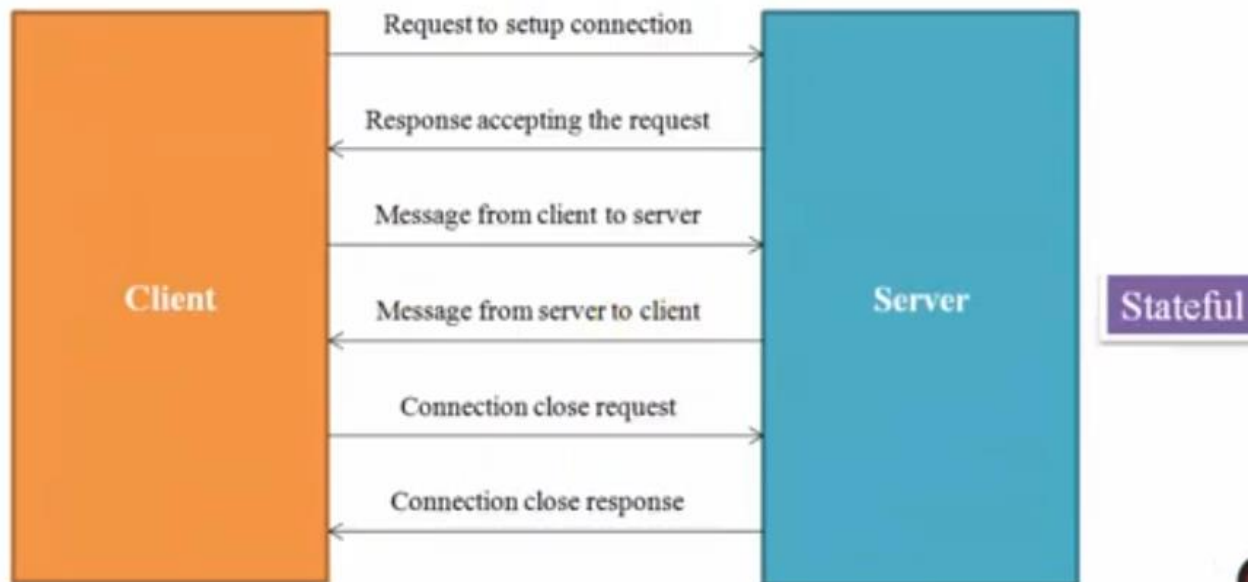 Request to setup connection
Response accepting the request
Message from client to server
Client
Server
Message from server to client
Stateful
Connection close request
Connection close response